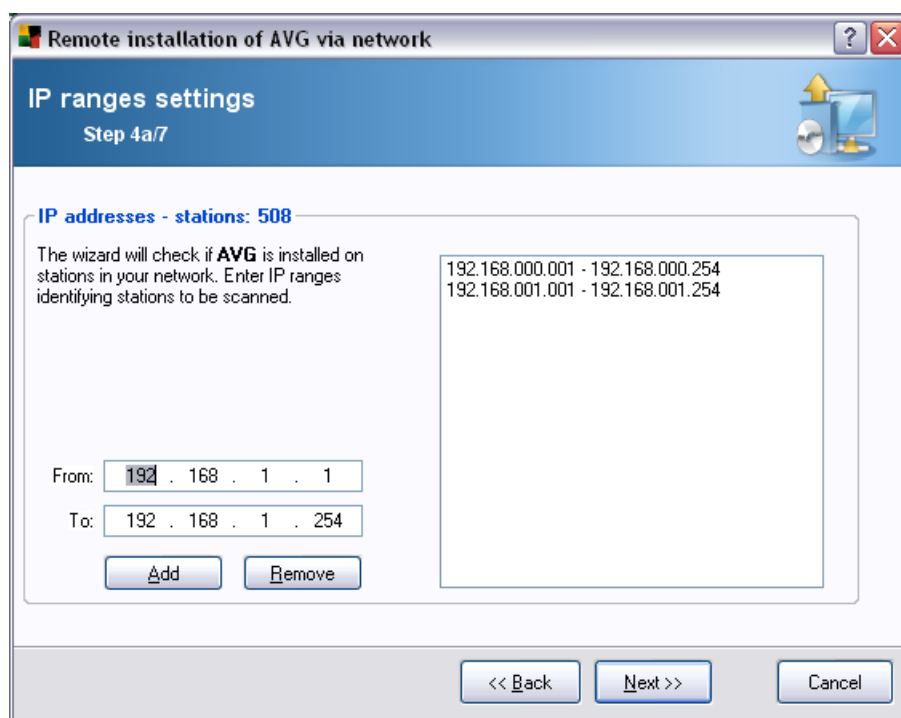 Remote installation of AVG via network
IP ranges settings
Step 4a/7
IP addresses - stations: 508
The wizard will check if AVG is installed on
stations in your network. Enter IP ranges
identifying stations to be scanned.
192.168.000.001 - 192.168.000.254
192.168.001.001 - 192.168.001.254
From: 192 . 168 . 1 . 1
To: 192 . 168 . 1 . 254
Add Remove
<< Back Next >> Cancel